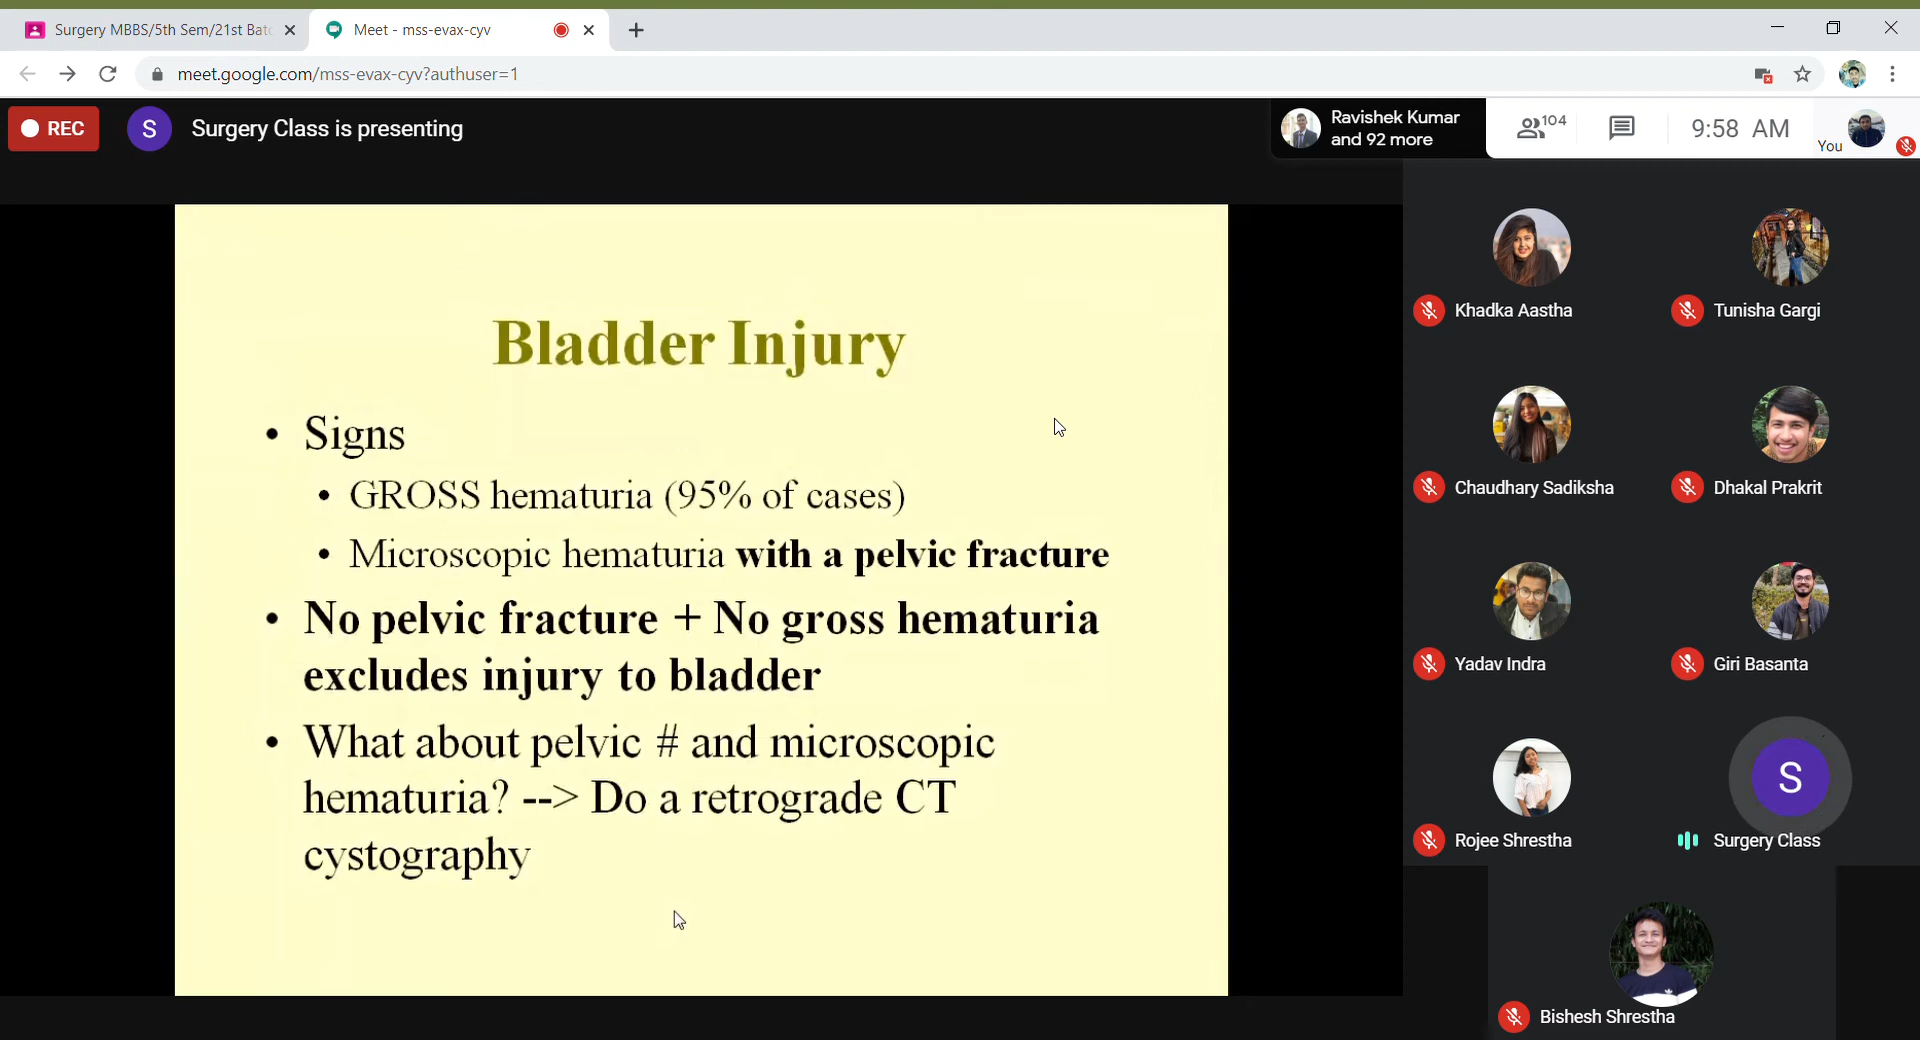 Surgery MBBS/5th Sem/21st Batc
Meet - mss-evax-cyv
meet.google.com/mss-evax-cyv?authuser=1
REC
S
Surgery Class is presenting
Ravishek Kumar
and 92 more
104
9:58 AM
You
Bladder Injury
• Signs
• GROSS hematuria (95% of cases)
• Microscopic hematuria with a pelvic fracture
• No pelvic fracture + No gross hematuria
excludes injury to bladder
• What about pelvic # and microscopic
hematuria? --> Do a retrograde CT
cystography
Khadka Aastha
Tunisha Gargi
Chaudhary Sadiksha
Dhakal Prakrit
Yadav Indra
Giri Basanta
S
Rojee Shrestha
Surgery Class
Bishesh Shrestha